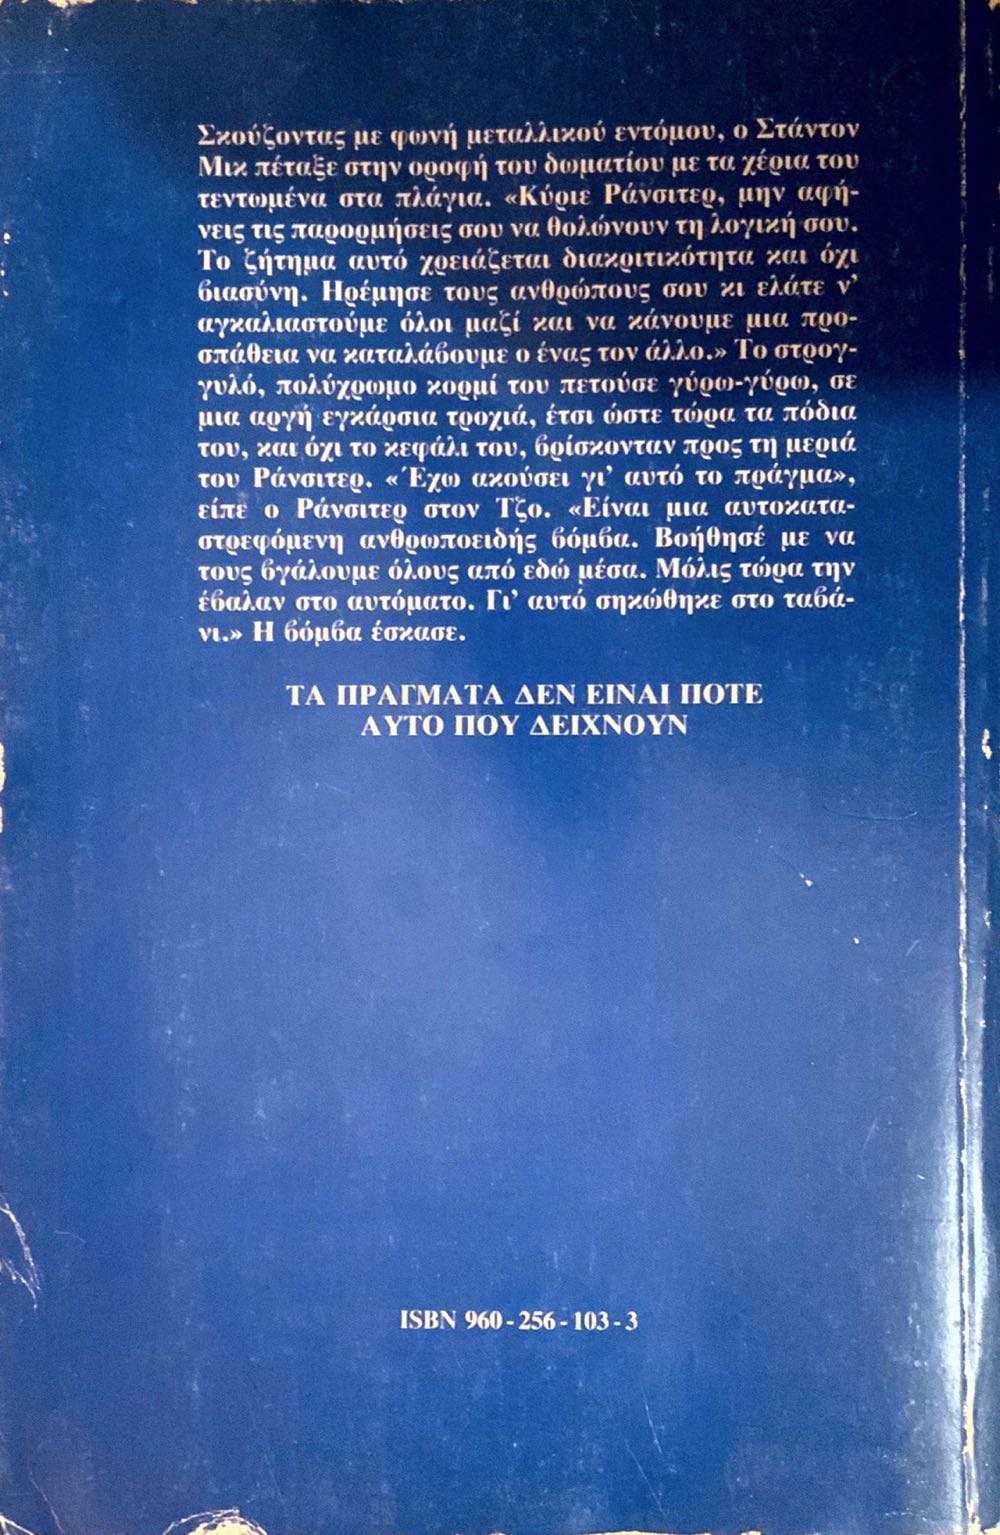 Σκούζοντας με φωνή μεταλλικού εντόμου, ο Στάντον
Μικ πέταξε στην οροφή του δωματίου με τα χέρια του
τεντωμένα στα πλάγια. «Κύριε Ράνσιτερ, μην αφή-
νεις τις παρορμήσεις σου να θολώνουν τη λογική σου.
Το ζήτημα αυτό χρειάζεται διακριτικότητα και όχι
βιασύνη. Ηρέμησε τους ανθρώπους σου κι ελάτε ν’
αγκαλιαστούμε όλοι μαζί και να κάνουμε μια προ-
σπάθεια να καταλάβουμε ο ένας τον άλλο.» Το στρογ-
γυλό, πολύχρωμο κορμί του πετούσε γύρω-γύρω, σε
μια αργή εγκάρσια τροχιά, έτσι ώστε τώρα τα πόδια
του, και όχι το κεφάλι του, βρίσκονταν προς τη μεριά
του Ράνσιτερ. «Έχω ακούσει γι’ αυτό το πράγμα»,
είπε ο Ράνσιτερ στον Τζο. «Είναι μια αυτοκατα-
στρεφόμενη ανθρωποειδής βόμβα. Βοήθησέ με να
τους βγάλουμε όλους από εδώ μέσα. Μόλις τώρα την
έβαλαν στο αυτόματο. Γι’ αυτό σηκώθηκε στο ταβά-
νι.» Η βόμβα έσκασε.
ΤΑ ΠΡΑΓΜΑΤΑ ΔΕΝ ΕΙΝΑΙ ΠΟΤΕ
ΑΥΤΟ ΠΟΥ ΔΕΙΧΝΟΥΝ
ISBN 960-256-103-3